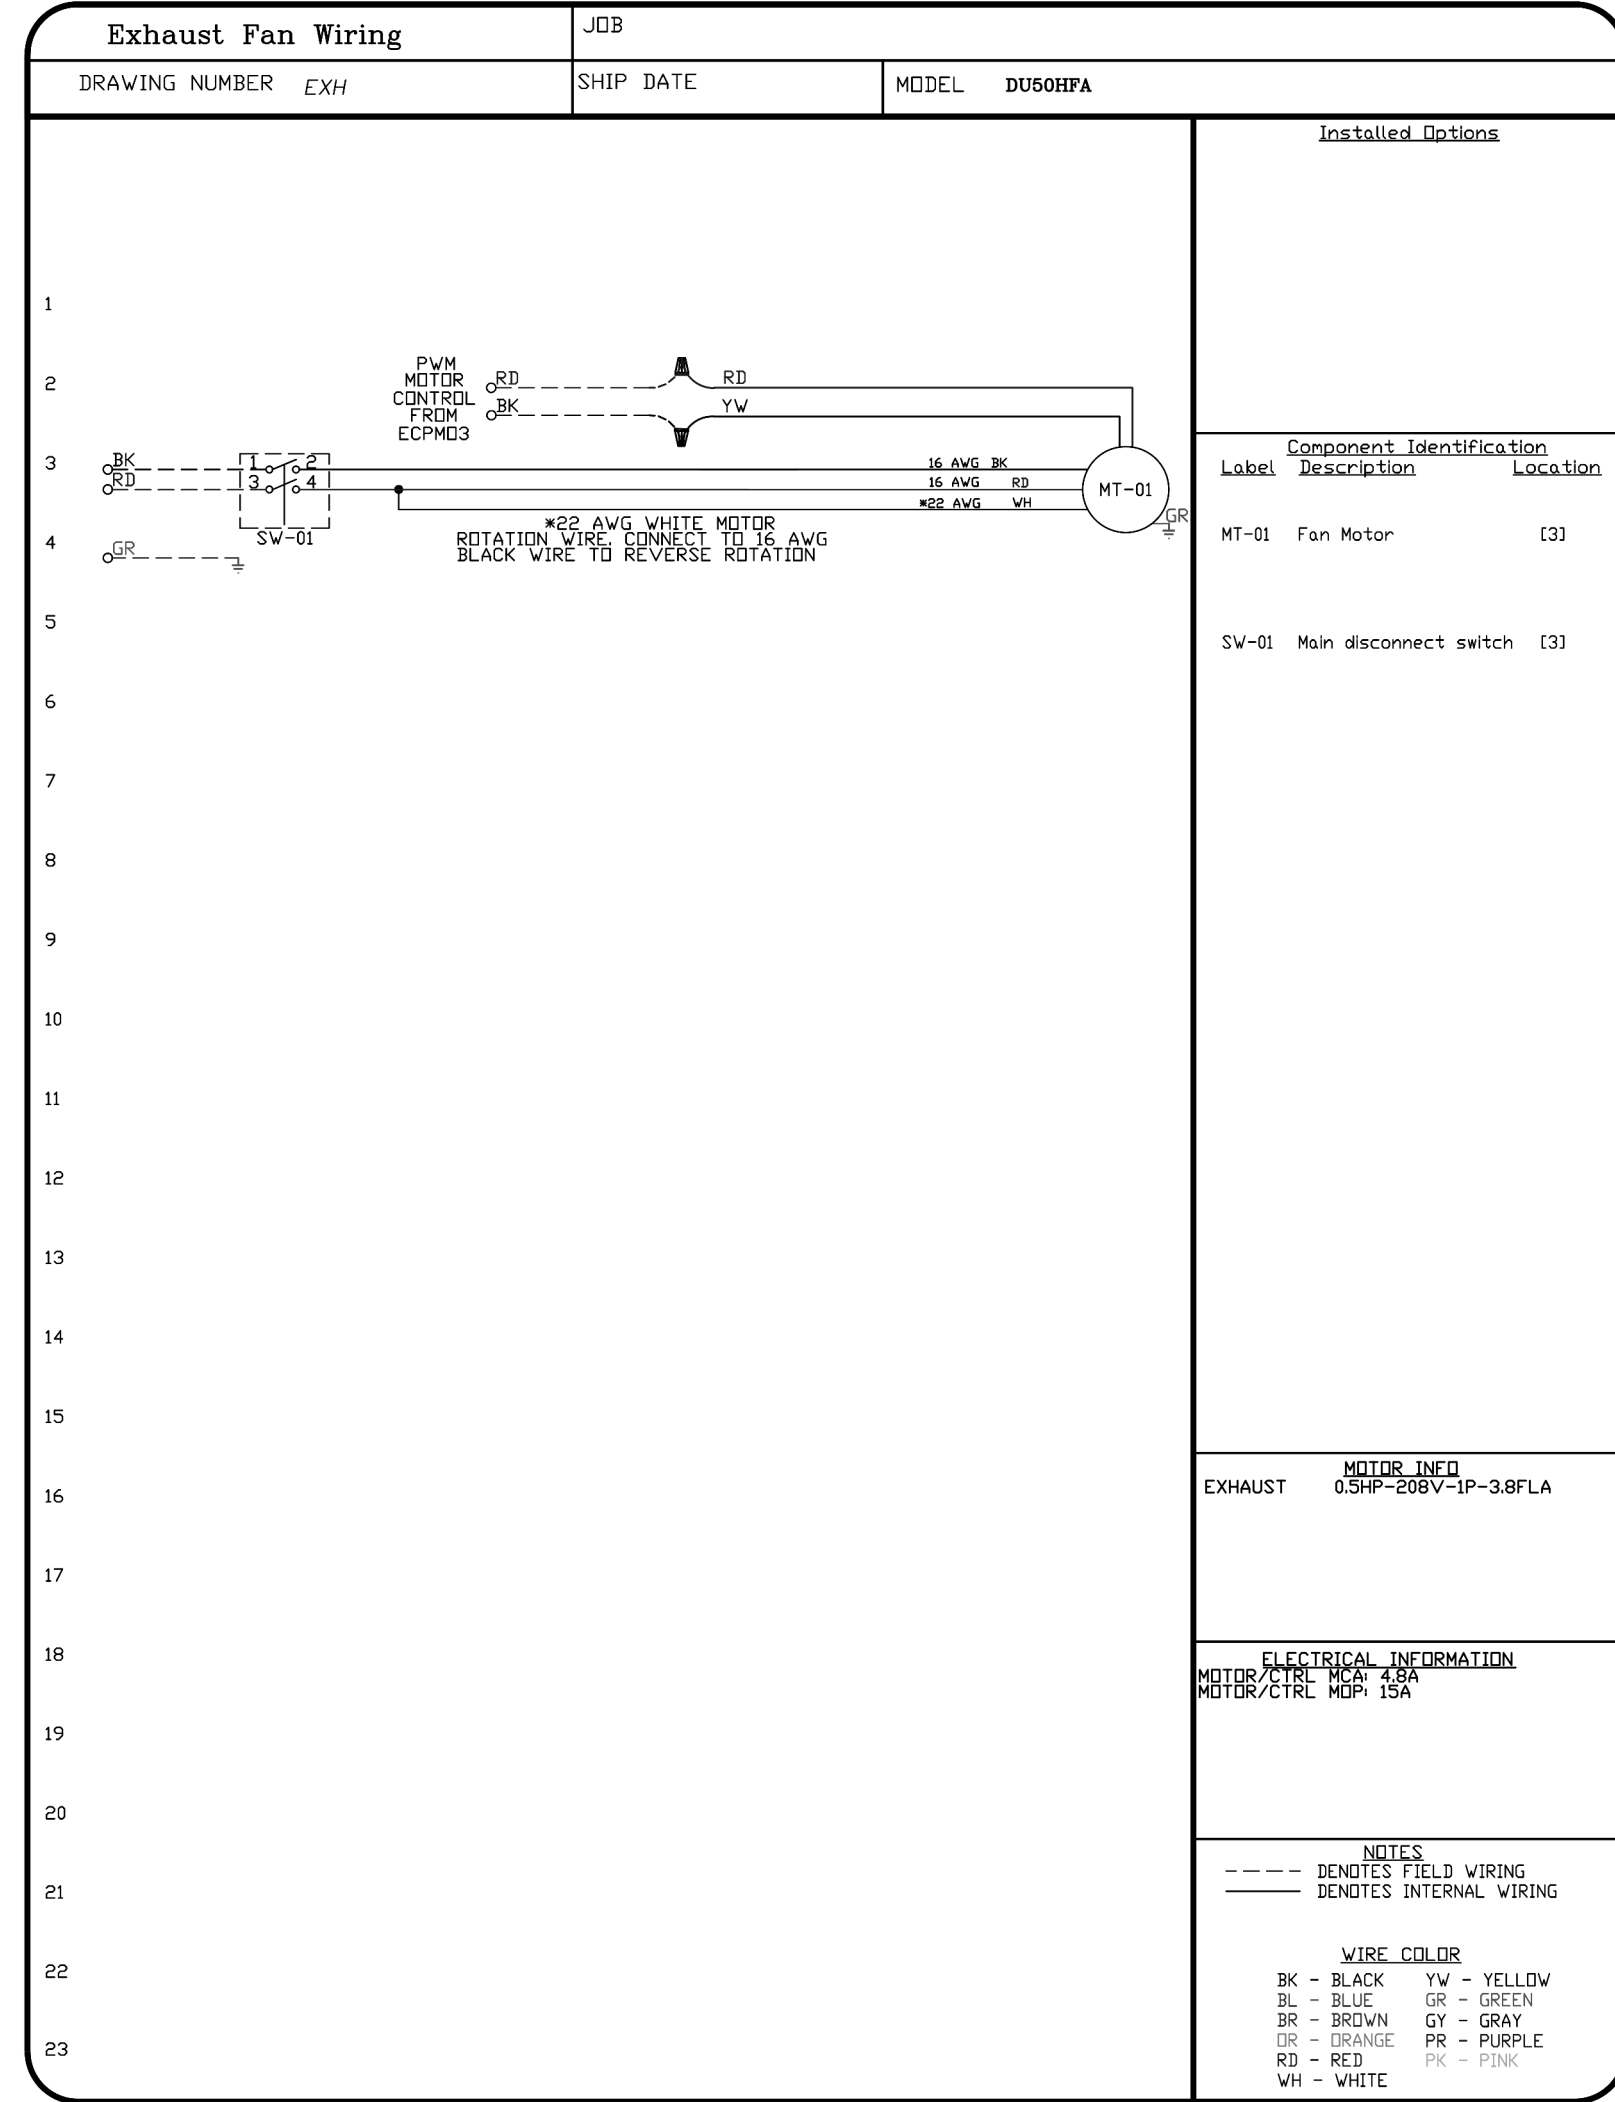 Exhaust Fan Wiring
JOB
DRAWING NUMBER EXH
SHIP DATE
MODEL DU50HFA
Installed Options
1
2
3
4
5
6
7
8
9
10
11
12
13
14
15
16
17
18
19
20
21
22
23
PWM
MOTOR
CONTROL
FROM
ECPM03
RD
BK
RD
YW
BK
RD
1 2
3 4
SW-01
GR
16 AWG BK
16 AWG RD
*22 AWG WH
MT-01
GR
*22 AWG WHITE MOTOR
ROTATION WIRE. CONNECT TO 16 AWG
BLACK WIRE TO REVERSE ROTATION
Component Identification
Label Description Location
MT-01 Fan Motor [3]
SW-01 Main disconnect switch [3]
MOTOR INFO
EXHAUST 0.5HP-208V-1P-3.8FLA
ELECTRICAL INFORMATION
MOTOR/CTRL MCA: 4.8A
MOTOR/CTRL MOP: 15A
NOTES
DENOTES FIELD WIRING
DENOTES INTERNAL WIRING
WIRE COLOR
BK - BLACK YW - YELLOW
BL - BLUE GR - GREEN
BR - BROWN GY - GRAY
OR - ORANGE PR - PURPLE
RD - RED PK - PINK
WH - WHITE